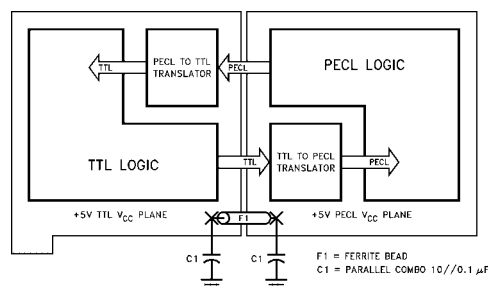 PECL TO TTL
TRANSLATOR
TTL
PECL
PECL LOGIC
TTL LOGIC
TTL
TTL TO PECL
TRANSLATOR
PECL
+5V TTL VCC PLANE
F1
+5V PECL VCC PLANE
C1
C1
F1 = FERRITE BEAD
C1 = PARALLEL COMBO 10//0.1 μF